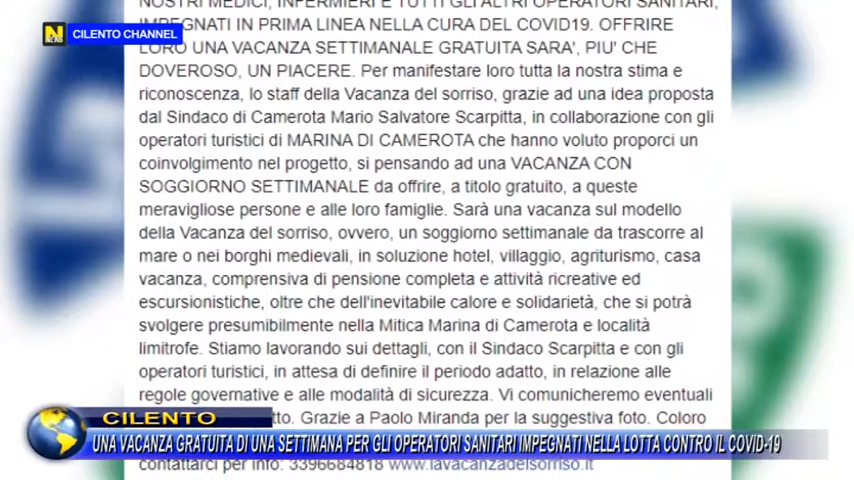 NOSTRI MEDICI, INFERMIERI E TUTTI GLI ALTRI OPERATORI SANITARI,
IMPEGNATI IN PRIMA LINEA NELLA CURA DEL COVID19. OFFRIRE
LORO UNA VACANZA SETTIMANALE GRATUITA SARA', PIU' CHE
DOVEROSO, UN PIACERE. Per manifestare loro tutta la nostra stima e
riconoscenza, lo staff della Vacanza del sorriso, grazie ad una idea proposta
dal Sindaco di Camerota Mario Salvatore Scarpitta, in collaborazione con gli
operatori turistici di MARINA DI CAMEROTA che hanno voluto proporci un
coinvolgimento nel progetto, si pensando ad una VACANZA CON
SOGGIORNO SETTIMANALE da offrire, a titolo gratuito, a queste
meravigliose persone e alle loro famiglie. Sarà una vacanza sul modello
della Vacanza del sorriso, ovvero, un soggiorno settimanale da trascorre al
mare o nei borghi medievali, in soluzione hotel, villaggio, agriturismo, casa
vacanza, comprensiva di pensione completa e attività ricreative ed
escursionistiche, oltre che dell'inevitabile calore e solidarietà, che si potrà
svolgere presumibilmente nella Mitica Marina di Camerota e località
limitrofe. Stiamo lavorando sui dettagli, con il Sindaco Scarpitta e con gli
operatori turistici, in attesa di definire il periodo adatto, in relazione alle
regole governative e alle modalità di sicurezza. Vi comunicheremo eventuali
tto. Grazie a Paolo Miranda per la suggestiva foto. Coloro
contattarci per info: 3396684818 www.lavacanzadelsorriso.it
N
NEWS
CILENTO CHANNEL
CILENTO
UNA VACANZA GRATUITA DI UNA SETTIMANA PER GLI OPERATORI SANITARI IMPEGNATI NELLA LOTTA CONTRO IL COVID-19